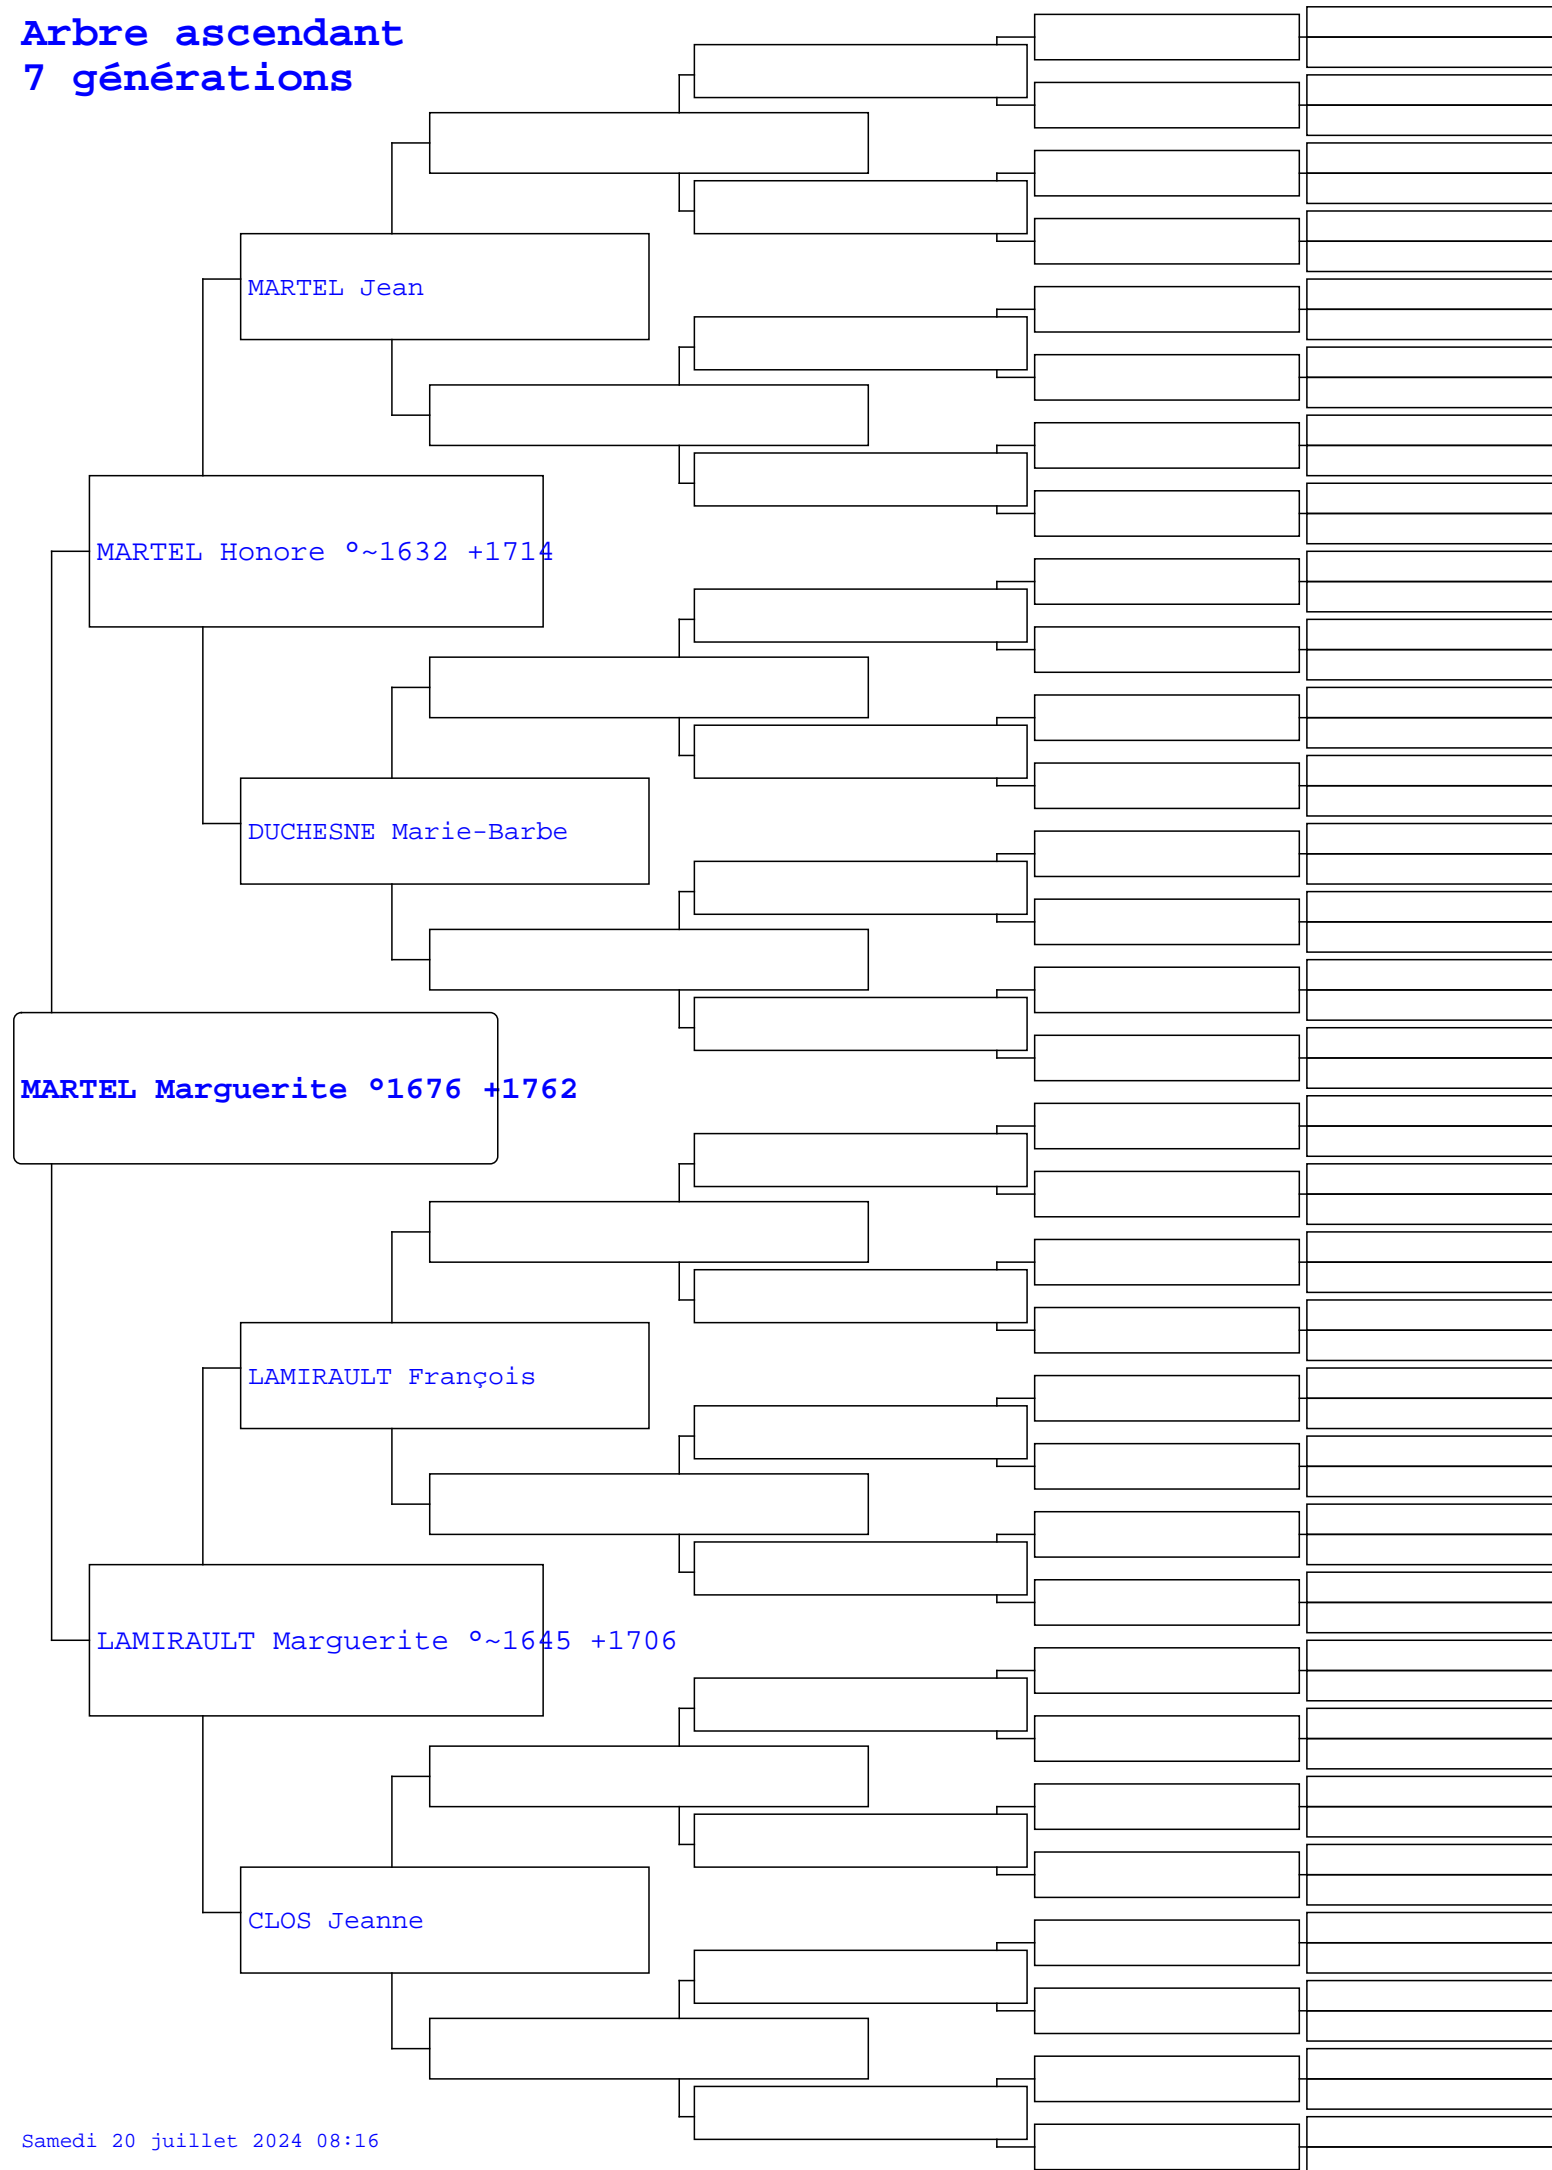 Arbre ascendant
7 générations
MARTEL Jean
MARTEL Honore °~1632 +1714
DUCHESNE Marie-Barbe
MARTEL Marguerite °1676 +1762
LAMIRAULT François
LAMIRAULT Marguerite °~1645 +1706
CLOS Jeanne
Samedi 20 juillet 2024 08:16